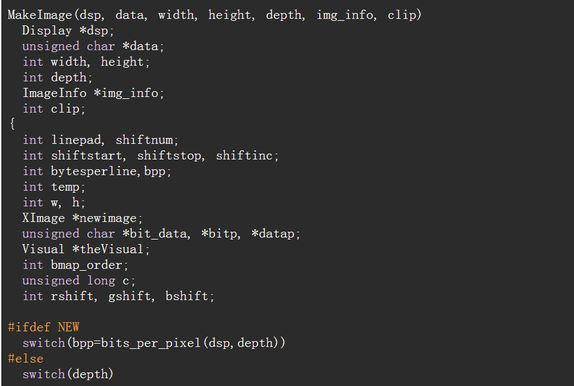 MakeImage(dsp, data, width, height, depth, img_info, clip)
  Display *dsp;
  unsigned char *data;
  int width, height;
  int depth;
  ImageInfo *img_info;
  int clip;
{
  int linepad, shiftnum;
  int shiftstart, shiftstop, shiftinc;
  int bytesperline,bpp;
  int temp;
  int w, h;
  XImage *newimage;
  unsigned char *bit_data, *bitp, *datap;
  Visual *theVisual;
  int bmap_order;
  unsigned long c;
  int rshift, gshift, bshift;

#ifdef NEW
  switch(bpp=bits_per_pixel(dsp,depth))
#else
  switch(depth)